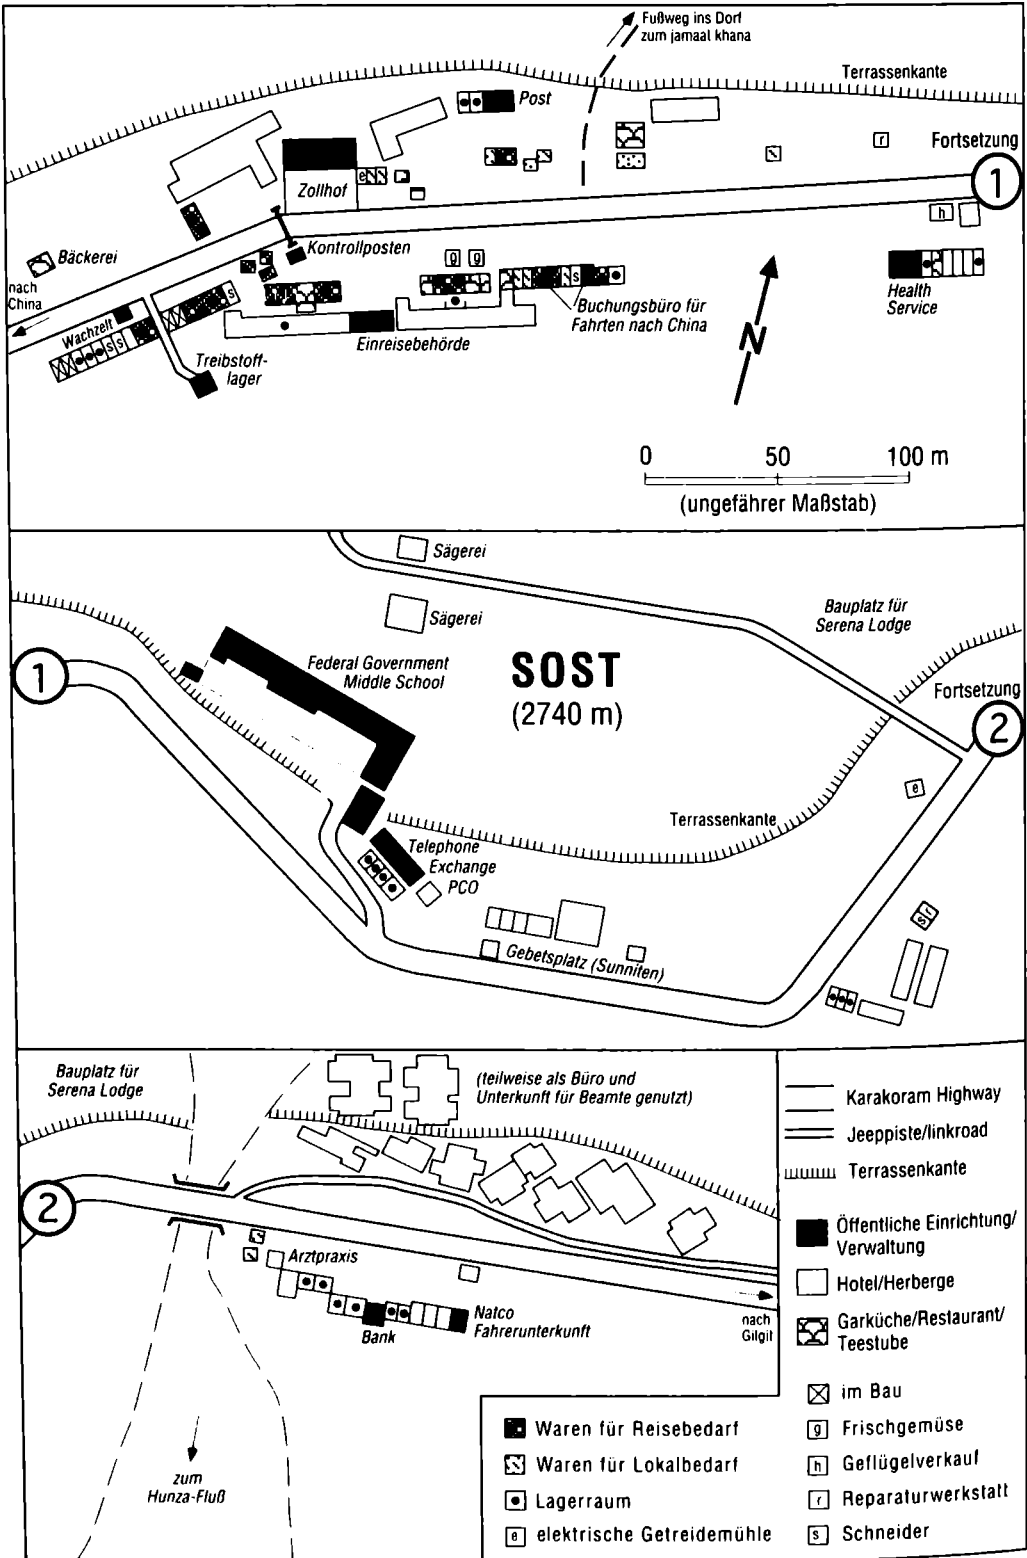 Fußweg ins Dorf
zum jamaat khana
Terrassenkante
Post
Fortsetzung
r
1
e
Zollhof
h
Bäckerei
Kontrollposten
g g
nach
China
s
s
Health
Service
Buchungsbüro für
Fahrten nach China
Wachzelt
s s
Einreisebehörde
Treibstoff-
lager
N
0 50 100 m
(ungefährer Maßstab)
Sägerei
Bauplatz für
Serena Lodge
Sägerei
SOST
(2740 m)
Federal Government
Middle School
1
Fortsetzung
2
e
Terrassenkante
Telephone
Exchange
PCO
s r
Gebetsplatz (Sunniten)
Bauplatz für
Serena Lodge
(teilweise als Büro und
Unterkunft für Beamte genutzt)
2
Arztpraxis
Natco
Fahrerunterkunft
Bank
nach
Gilgit
zum
Hunza-Fluß
Karakoram Highway
Jeeppiste/linkroad
Terrassenkante
Öffentliche Einrichtung/
Verwaltung
Hotel/Herberge
Garküche/Restaurant/
Teestube
im Bau
g Frischgemüse
h Geflügelverkauf
r Reparaturwerkstatt
s Schneider
Waren für Reisebedarf
Waren für Lokalbedarf
Lagerraum
e elektrische Getreidemühle